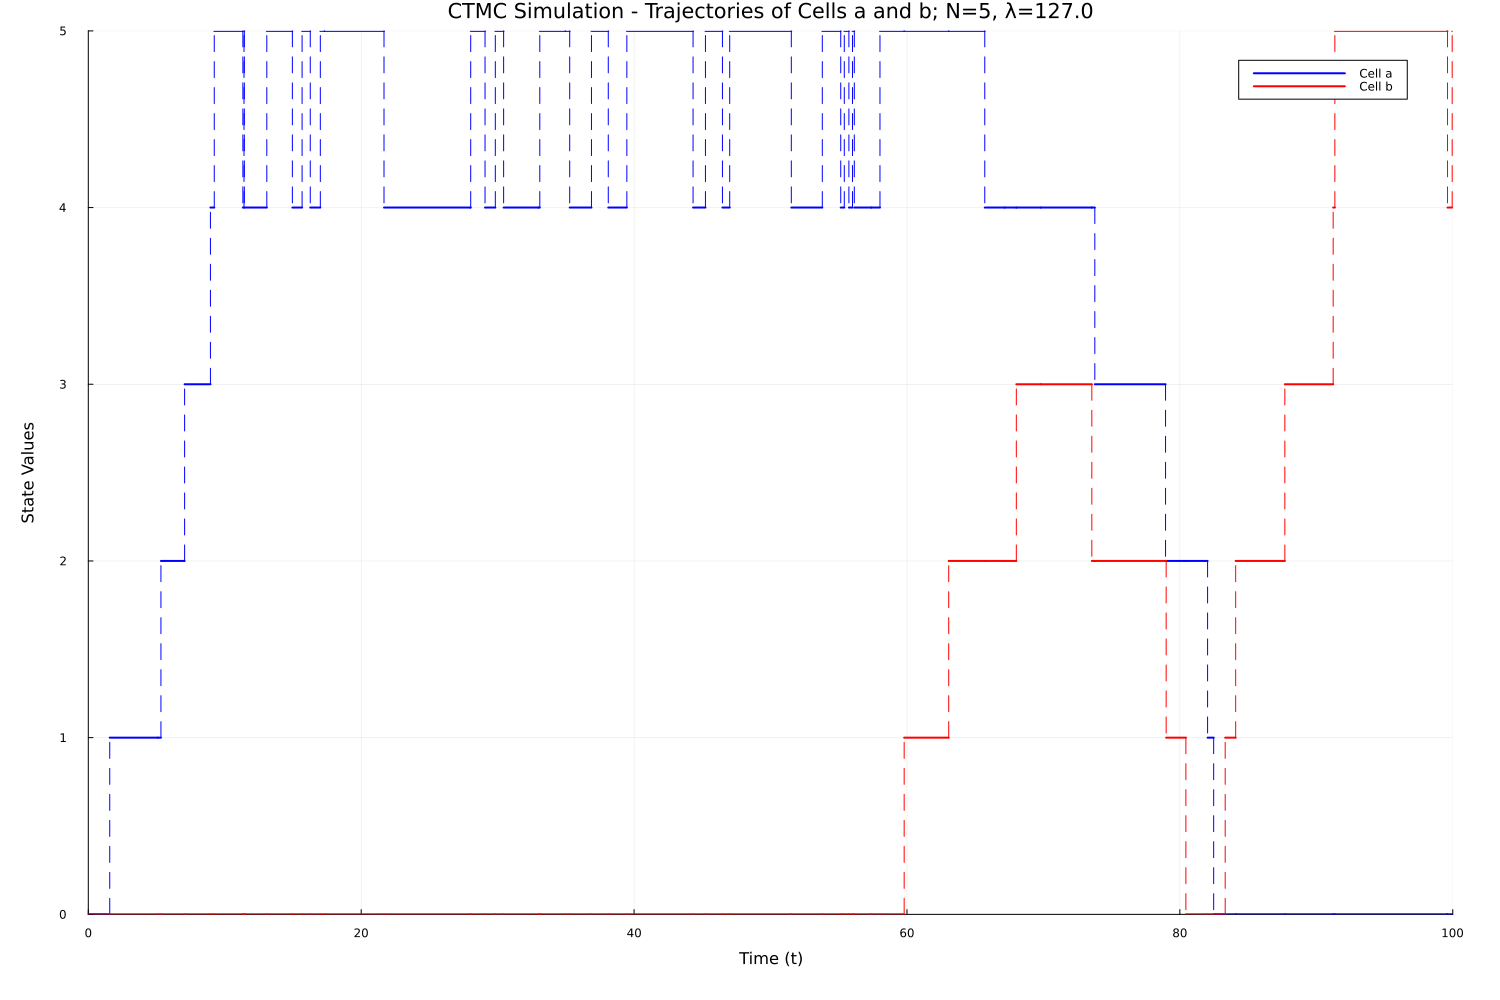 CTMC Simulation - Trajectories of Cells a and b; N=5, λ=127.0
5
Cell a
Cell b
4
3
State Values
2
1
0
0 20 40 60 80 100
Time (t)